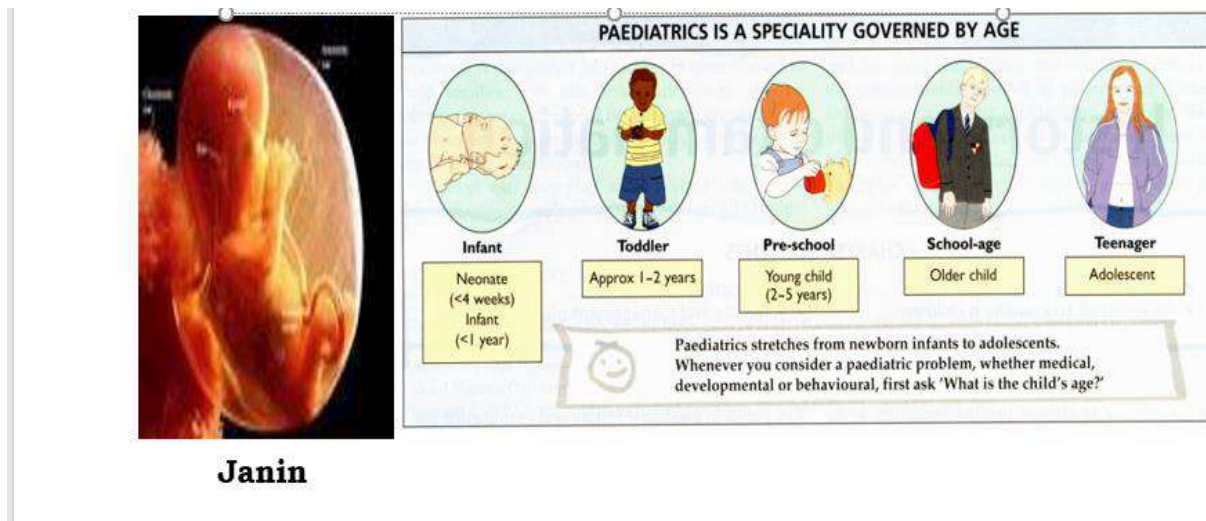 PAEDIATRICS IS A SPECIALITY GOVERNED BY AGE
Infant
Neonate
(<4 weeks)
Infant
(<1 year)
Toddler
Approx 1–2 years
Pre-school
Young child
(2–5 years)
School-age
Older child
Teenager
Adolescent
Paediatrics stretches from newborn infants to adolescents.
Whenever you consider a paediatric problem, whether medical,
developmental or behavioural, first ask 'What is the child's age?'
Janin